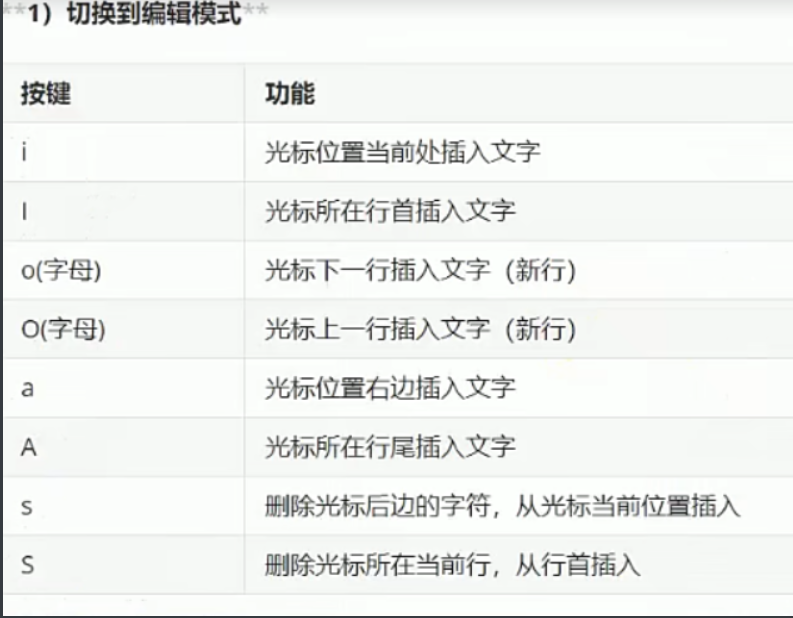 **1）切换到编辑模式**
按键 功能
i 光标位置当前处插入文字
I 光标所在行首插入文字
o(字母) 光标下一行插入文字（新行）
O(字母) 光标上一行插入文字（新行）
a 光标位置右边插入文字
A 光标所在行尾插入文字
s 删除光标后边的字符，从光标当前位置插入
S 删除光标所在当前行，从行首插入